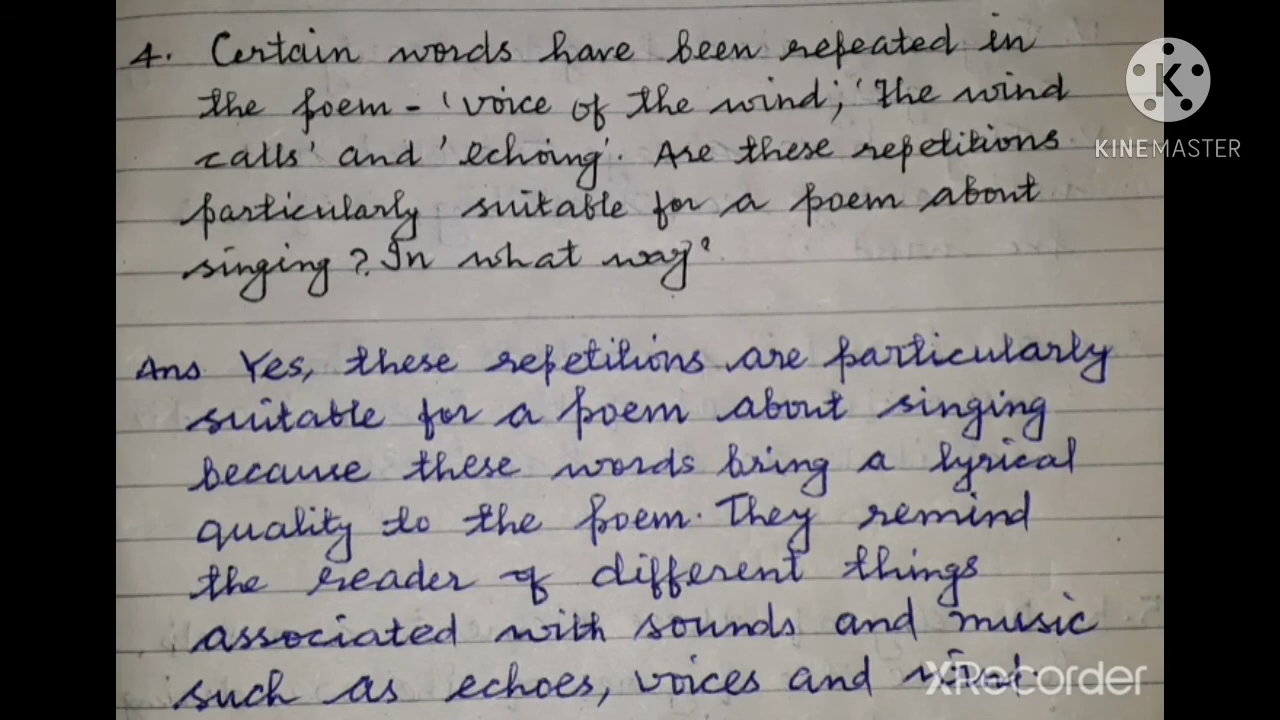 4. Certain words have been repeated in
the poem - 'voice of the wind', 'the wind
calls' and 'echoing'. Are these repetitions
particularly suitable for a poem about
singing? In what way?
Ans Yes, these repetitions are particularly
suitable for a poem about singing
because these words bring a lyrical
quality to the poem. They remind
the reader of different things
associated with sounds and music
such as echoes, voices and wind.
KINEMASTER
XRecorder